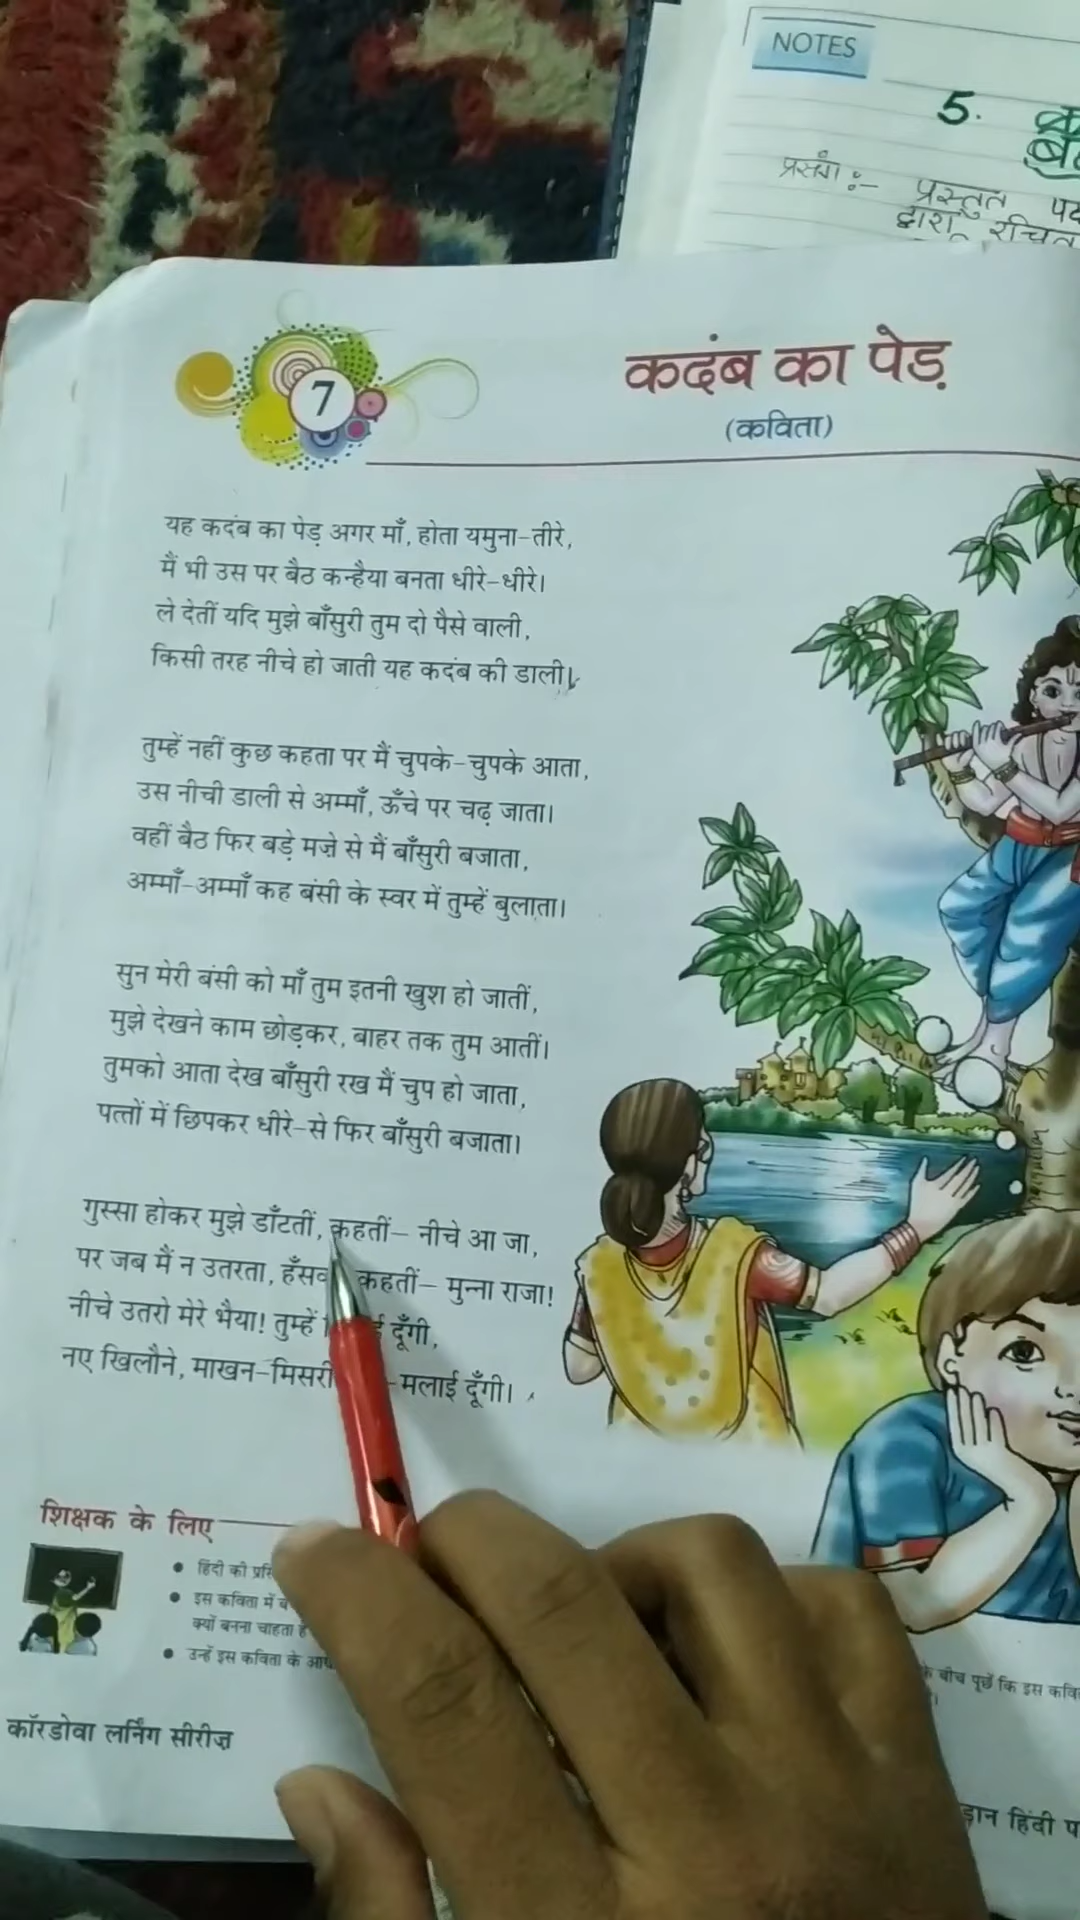 NOTES
5.
प्रसंग :– प्रस्तुत
द्वारा रचित
7
कदंब का पेड़
(कविता)
यह कदंब का पेड़ अगर माँ, होता यमुना-तीरे,
मैं भी उस पर बैठ कन्हैया बनता धीरे-धीरे।
ले देतीं यदि मुझे बाँसुरी तुम दो पैसे वाली,
किसी तरह नीचे हो जाती यह कदंब की डाली।
तुम्हें नहीं कुछ कहता पर मैं चुपके-चुपके आता,
उस नीची डाली से अम्माँ, ऊँचे पर चढ़ जाता।
वहीं बैठ फिर बड़े मज़े से मैं बाँसुरी बजाता,
अम्माँ-अम्माँ कह बंसी के स्वर में तुम्हें बुलाता।
सुन मेरी बंसी को माँ तुम इतनी खुश हो जातीं,
मुझे देखने काम छोड़कर, बाहर तक तुम आतीं।
तुमको आता देख बाँसुरी रख मैं चुप हो जाता,
पत्तों में छिपकर धीरे-से फिर बाँसुरी बजाता।
गुस्सा होकर मुझे डाँटतीं, कहतीं– नीचे आ जा,
पर जब मैं न उतरता, कहतीं– मुन्ना राजा!
नीचे उतरो मेरे भैया! तुम्हें दूँगी,
नए खिलौने, माखन-मिसरी -मलाई दूँगी।
शिक्षक के लिए
• हिंदी की
• इस कविता में
क्यों बनना चाहता
• उन्हें इस कविता के
बीच पूछें कि इस
कॉरडोवा लर्निंग सीरीज़
हिंदी